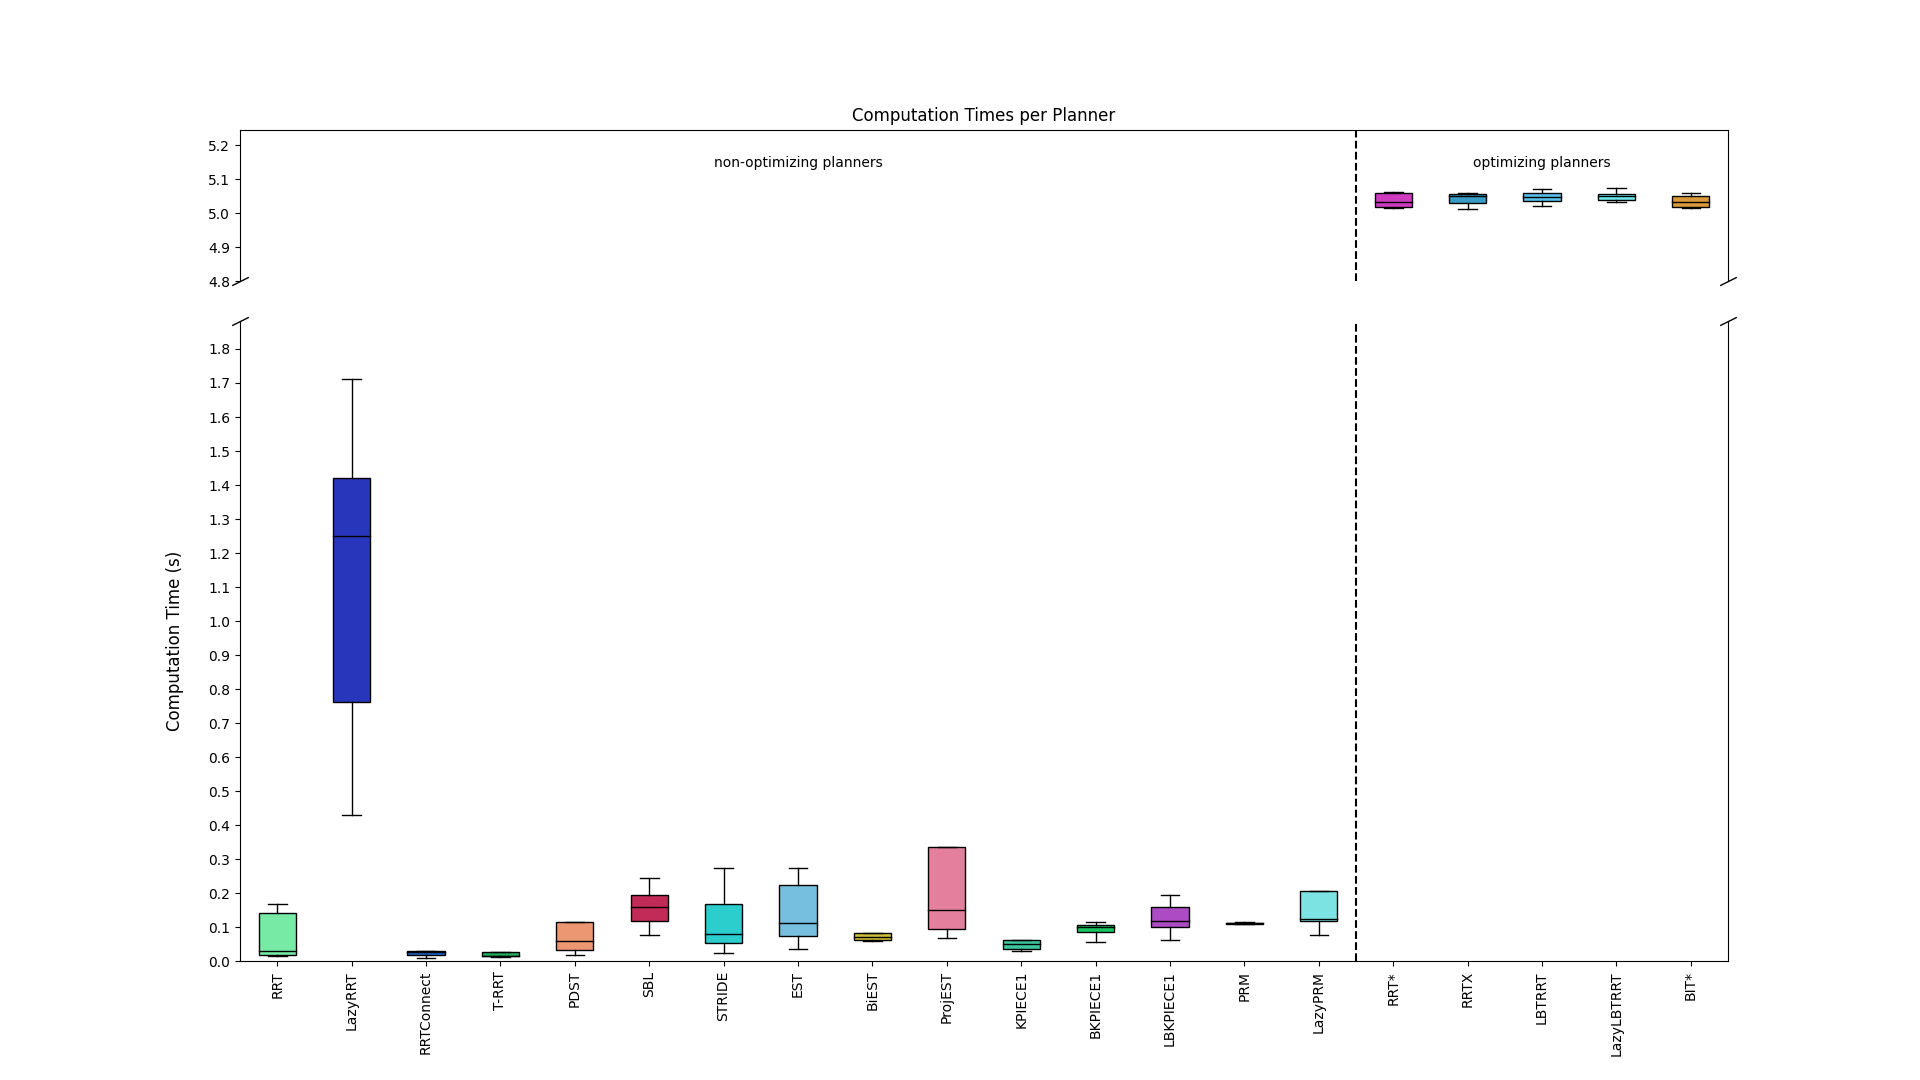 Computation Times per Planner
non-optimizing planners
optimizing planners
5.2
5.1
5.0
4.9
4.8
1.8
1.7
1.6
1.5
1.4
1.3
1.2
1.1
1.0
0.9
0.8
0.7
0.6
0.5
0.4
0.3
0.2
0.1
0.0
Computation Time (s)
RRT
LazyRRT
RRTConnect
T-RRT
PDST
SBL
STRIDE
EST
BiEST
ProjEST
KPIECE1
BKPIECE1
LBKPIECE1
PRM
LazyPRM
RRT*
RRTX
LBTRRT
LazyLBTRRT
BIT*